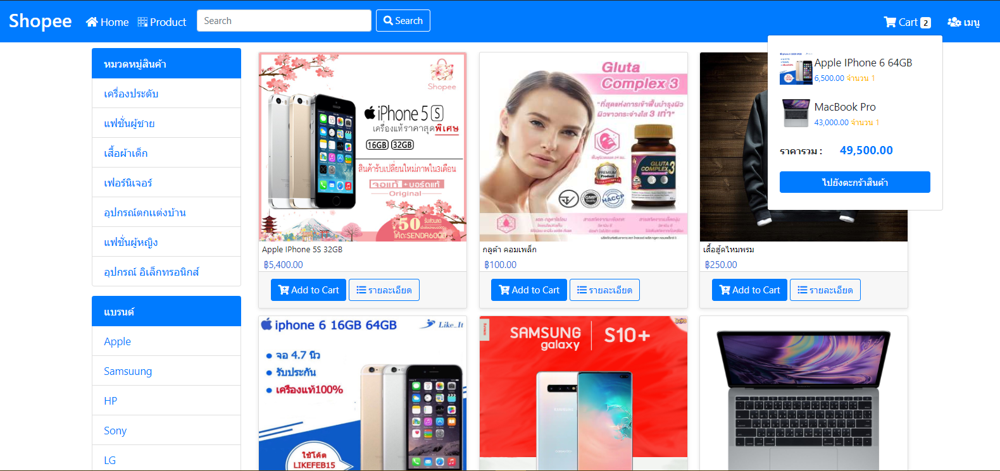 Shopee
Home
Product
Search
Search
Cart 2
เมนู
Apple IPhone 6 64GB
6,500.00 จำนวน 1
MacBook Pro
43,000.00 จำนวน 1
ราคารวม : 49,500.00
ไปยังตะกร้าสินค้า
หมวดหมู่สินค้า
เครื่องประดับ
แฟชั่นผู้ชาย
เสื้อผ้าเด็ก
เฟอร์นิเจอร์
อุปกรณ์ตกแต่งบ้าน
แฟชั่นผู้หญิง
อุปกรณ์ อิเล็กทรอนิกส์
แบรนด์
Apple
Samsuung
HP
Sony
LG
Shopee
iPhone 5 S
เครื่องแท้ราคาสุดพิเศษ
16GB 32GB
สินค้ารับเปลี่ยนใหม่ภายใน3เดือน
จอแท้ + บอร์ดแท้
Original
฿50 รับส่วนลด
โค้ด:SENDA60QD
Apple IPhone 5S 32GB
฿5,400.00
Add to Cart
รายละเอียด
Gluta
Complex 3
"ที่สุดแห่งการเข้าฟื้นบำรุงผิว
ผิวขาวกระจ่างใส 3 เท่า"
PREMIUM
GLUTA
COMPLEX 3
GMP
HACCP
กลูต้า คอมเพล็ก
฿100.00
Add to Cart
รายละเอียด
เสื้อฮู้ดไหมพรม
฿250.00
Add to Cart
รายละเอียด
iphone 6 16GB 64GB
Like_It
จอ 4.7 นิ้ว
รับประกัน
เครื่องแท้100%
ใช้โค้ด
LIKEFEB15
SAMSUNG
galaxy
S10+